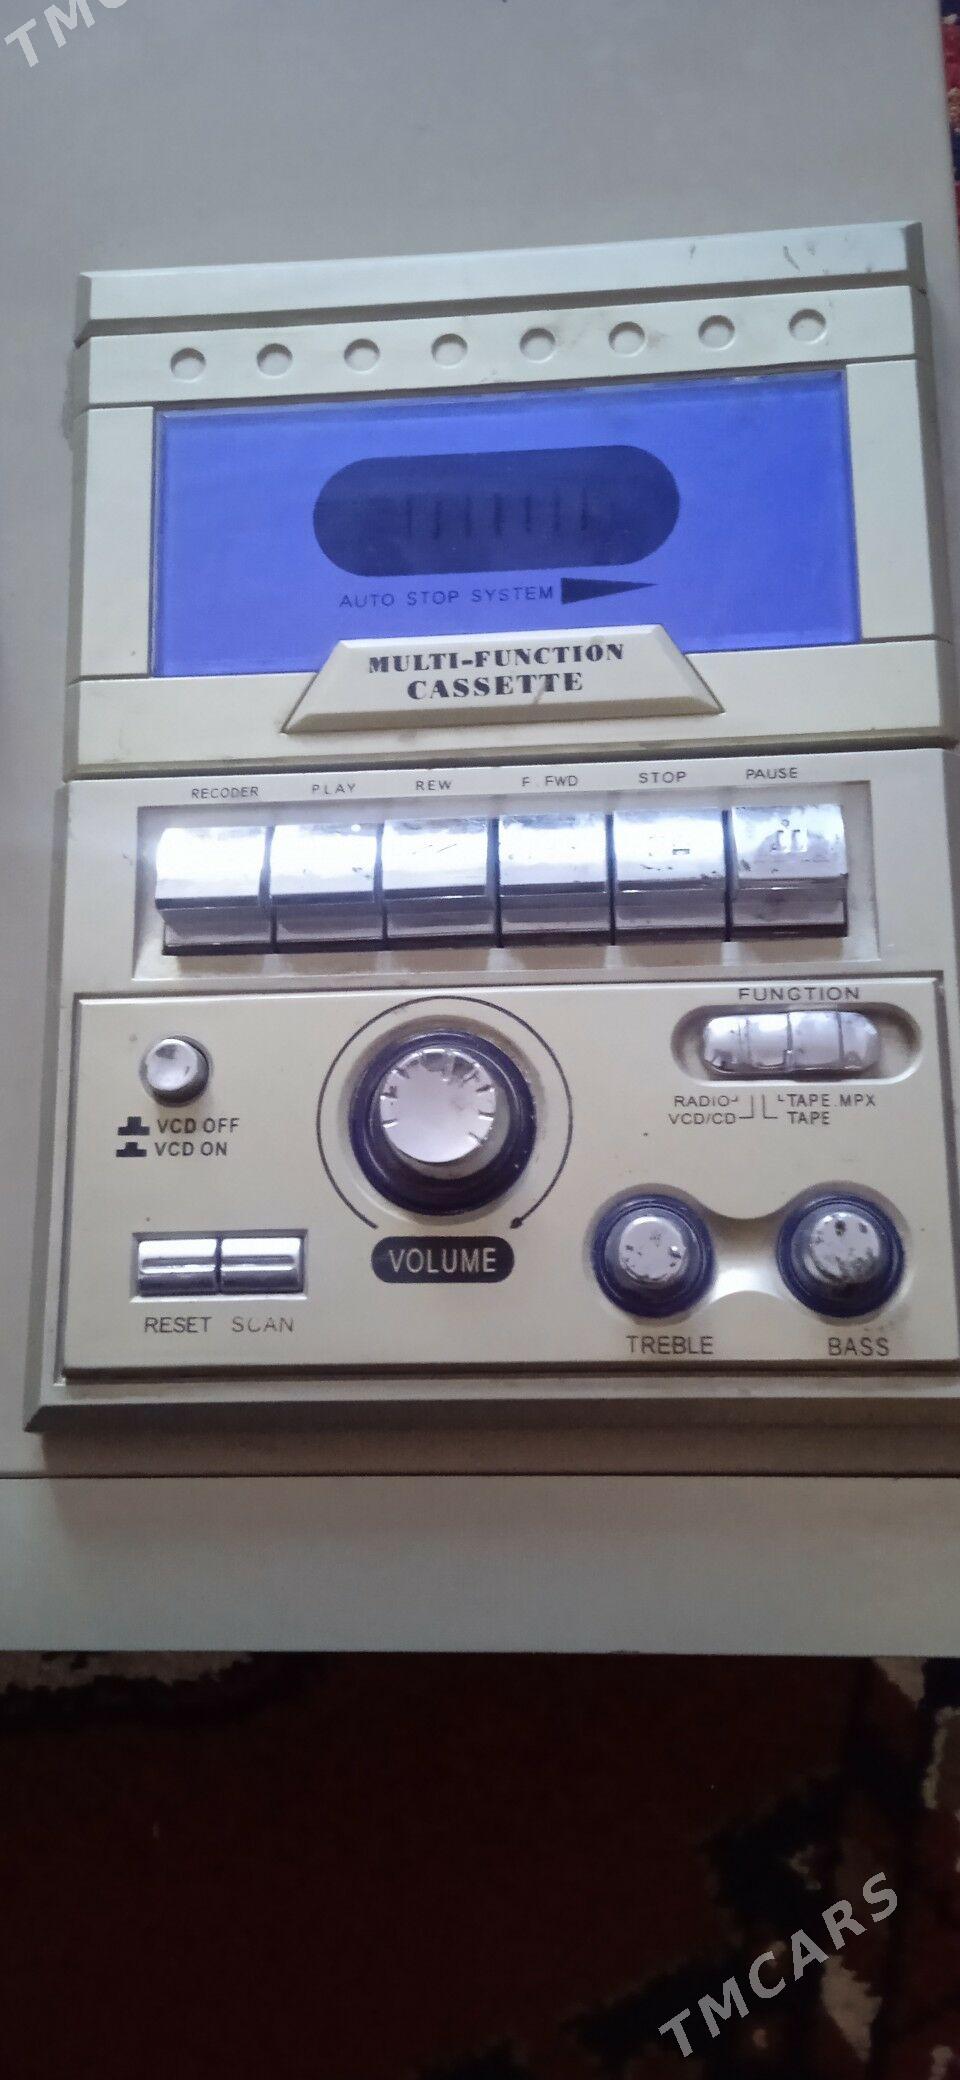 TMC
AUTO STOP SYSTEM
MULTI-FUNCTION
CASSETTE
RECODER PLAY REW F.FWD STOP PAUSE
FUNGTION
RADIO TAPE.MPX
VCD/CD TAPE
VCD OFF
VCD ON
VOLUME
RESET SCAN
TREBLE BASS
TMCARS